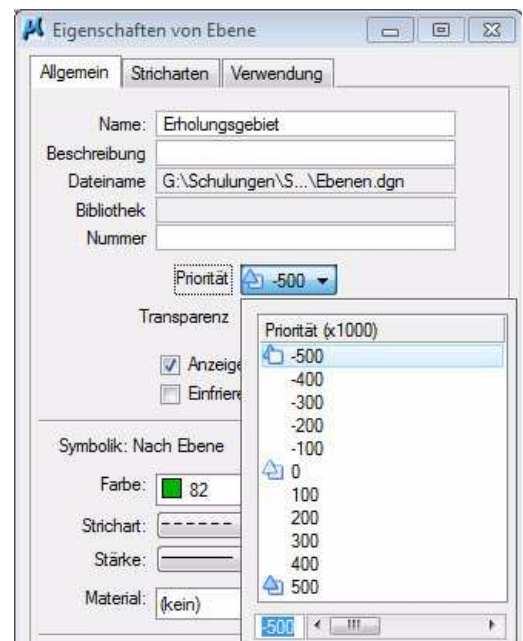 Eigenschaften von Ebene
Allgemein Stricharten Verwendung
Name: Erholungsgebiet
Beschreibung
Dateiname G:\Schulungen\S...\Ebenen.dgn
Bibliothek
Nummer
Priorität -500
Transparenz
Priorität (x1000)
-500
-400
-300
-200
-100
0
100
200
300
400
500
-500
Anzeige
Einfriere
Symbolik: Nach Ebene
Farbe: 82
Strichart:
Stärke:
Material: (kein)